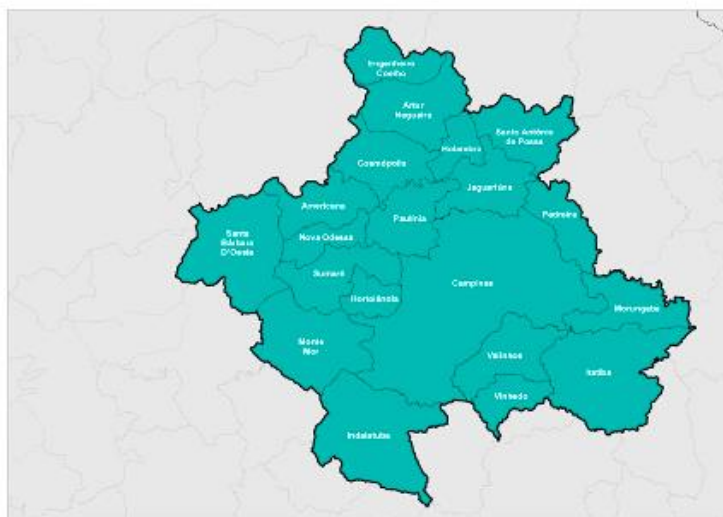 Engenheiro
Coelho
Artur
Nogueira
Santo Antônio
de Posse
Holambra
Cosmópolis
Jaguariúna
Americana
Paulínia
Pedreira
Santa
Bárbara
D'Oeste
Nova Odessa
Sumaré
Hortolândia
Campinas
Morungaba
Monte
Mor
Valinhos
Itatiba
Vinhedo
Indaiatuba